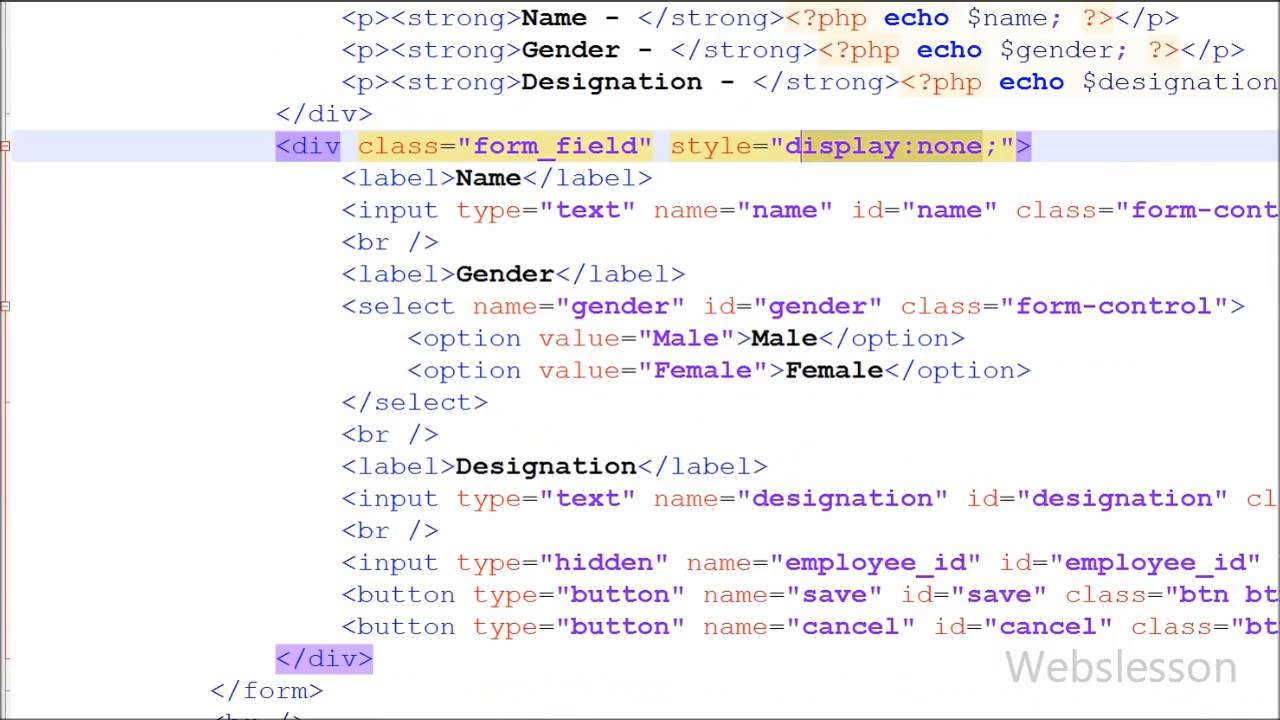 <p><strong>Name - </strong><?php echo $name; ?></p>
<p><strong>Gender - </strong><?php echo $gender; ?></p>
<p><strong>Designation - </strong><?php echo $designation
</div>
<div class="form_field" style="display:none;">
<label>Name</label>
<input type="text" name="name" id="name" class="form-cont
<br />
<label>Gender</label>
<select name="gender" id="gender" class="form-control">
<option value="Male">Male</option>
<option value="Female">Female</option>
</select>
<br />
<label>Designation</label>
<input type="text" name="designation" id="designation" cl
<br />
<input type="hidden" name="employee_id" id="employee_id"
<button type="button" name="save" id="save" class="btn bt
<button type="button" name="cancel" id="cancel" class="bt
</div>
Webslesson
</form>
<br />